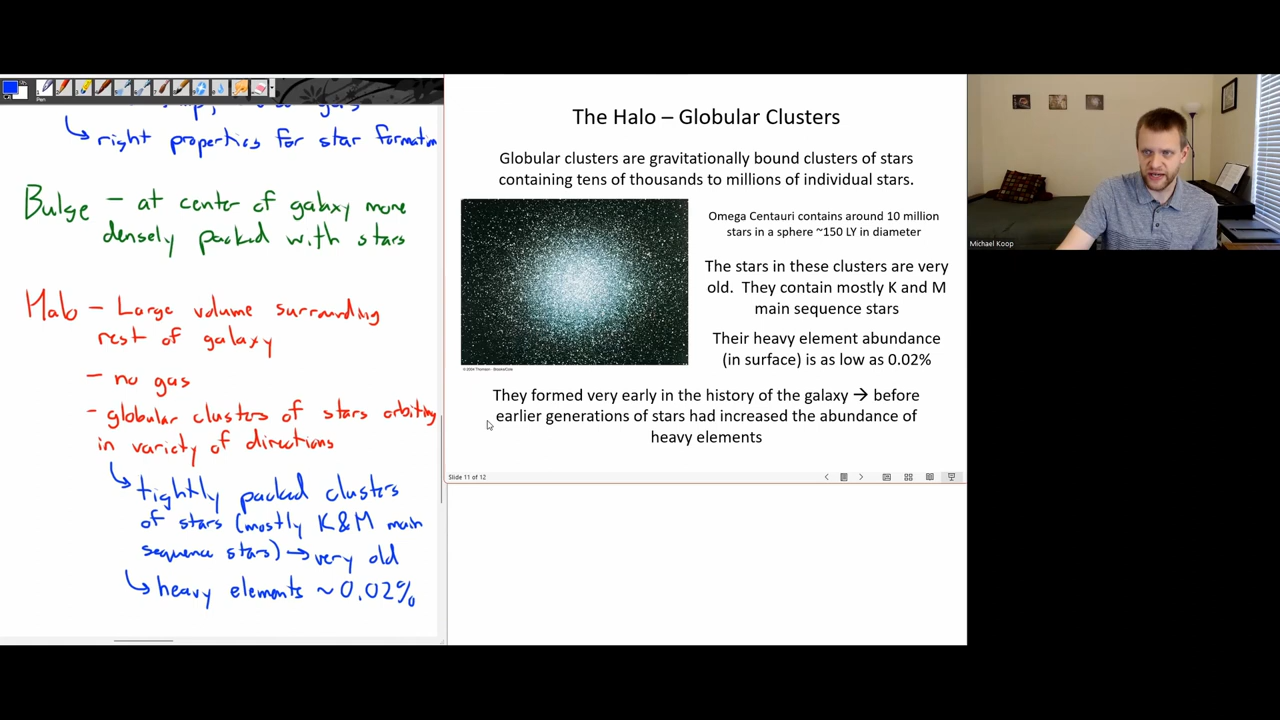 Pen
right properties for star formation
Bulge – at center of galaxy more
densely packed with stars
Halo – Large volume surrounding
rest of galaxy
– no gas
- globular clusters of stars orbiting
in variety of directions
↳ tightly packed clusters
of stars (mostly K&M main
sequence stars) → very old
↳ heavy elements ~ 0.02%
The Halo – Globular Clusters
Globular clusters are gravitationally bound clusters of stars
containing tens of thousands to millions of individual stars.
Omega Centauri contains around 10 million
stars in a sphere ~150 LY in diameter
The stars in these clusters are very
old. They contain mostly K and M
main sequence stars
Their heavy element abundance
(in surface) is as low as 0.02%
© 2004 Thomson - Brooks/Cole
They formed very early in the history of the galaxy → before
earlier generations of stars had increased the abundance of
heavy elements
Slide 11 of 12
Michael Koop